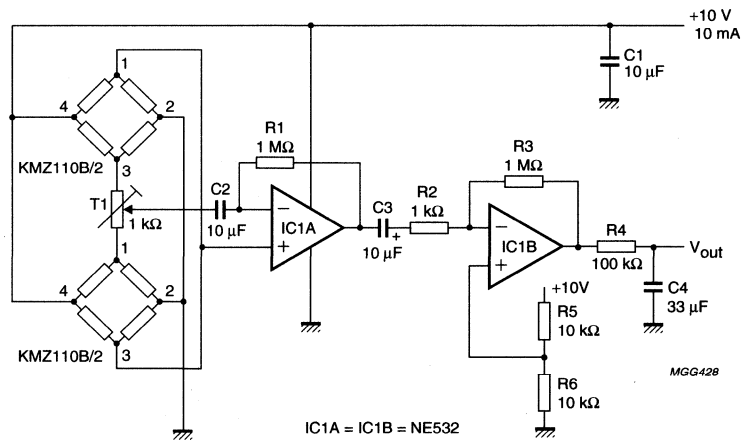 +10 V
10 mA
C1
10 µF
1
4
2
KMZ110B/2
3
T1
1 kΩ
C2
10 µF
R1
1 MΩ
−
IC1A
+
C3
+
10 µF
R2
1 kΩ
R3
1 MΩ
−
IC1B
+
R4
100 kΩ
Vout
C4
33 µF
1
4
2
KMZ110B/2
3
+10V
R5
10 kΩ
R6
10 kΩ
MGG428
IC1A = IC1B = NE532